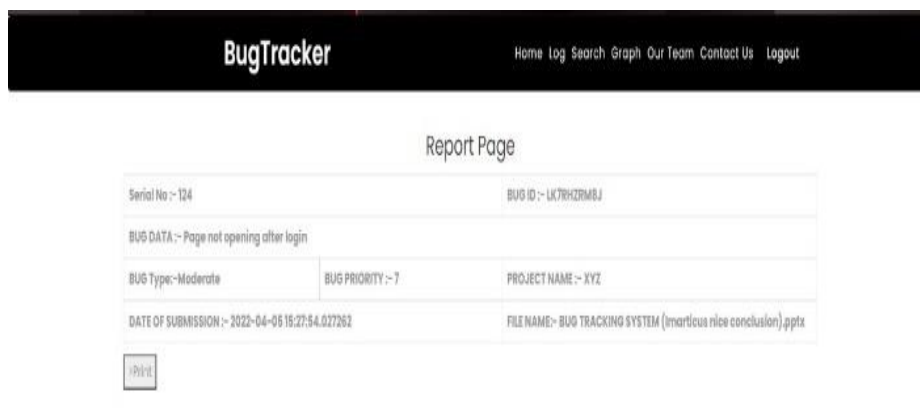 BugTracker
Home Log Search Graph Our Team Contact Us Logout
Report Page
Serial No :- 124 BUG ID :- LK7RHZRM8J
BUG DATA :- Page not opening after login
BUG Type:-Moderate BUG PRIORITY :- 7 PROJECT NAME :- XYZ
DATE OF SUBMISSION :- 2022-04-05 15:27:54.027262 FILE NAME:- BUG TRACKING SYSTEM (Imarticus nice conclusion).pptx
Print